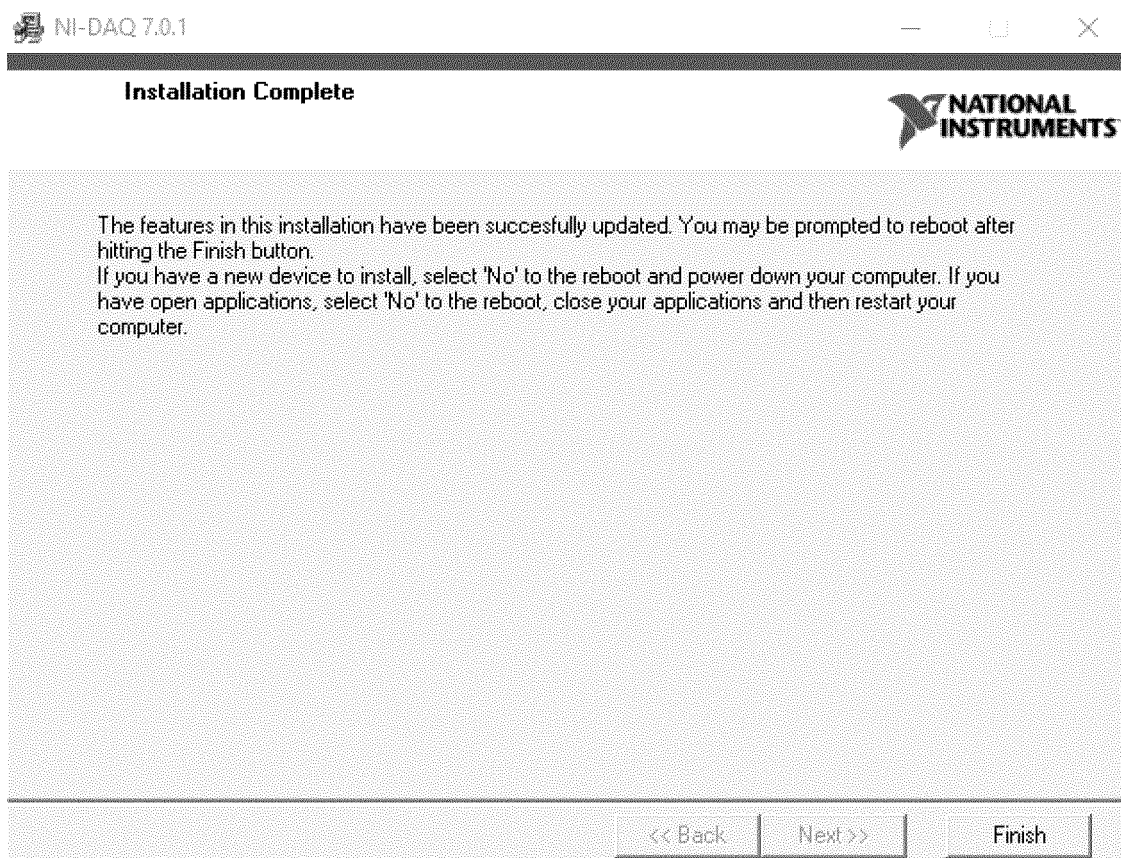 NI-DAQ 7.0.1
Installation Complete
NATIONAL
INSTRUMENTS
The features in this installation have been succesfully updated. You may be prompted to reboot after
hitting the Finish button.
If you have a new device to install, select 'No' to the reboot and power down your computer. If you
have open applications, select 'No' to the reboot, close your applications and then restart your
computer.
<< Back
Next >>
Finish